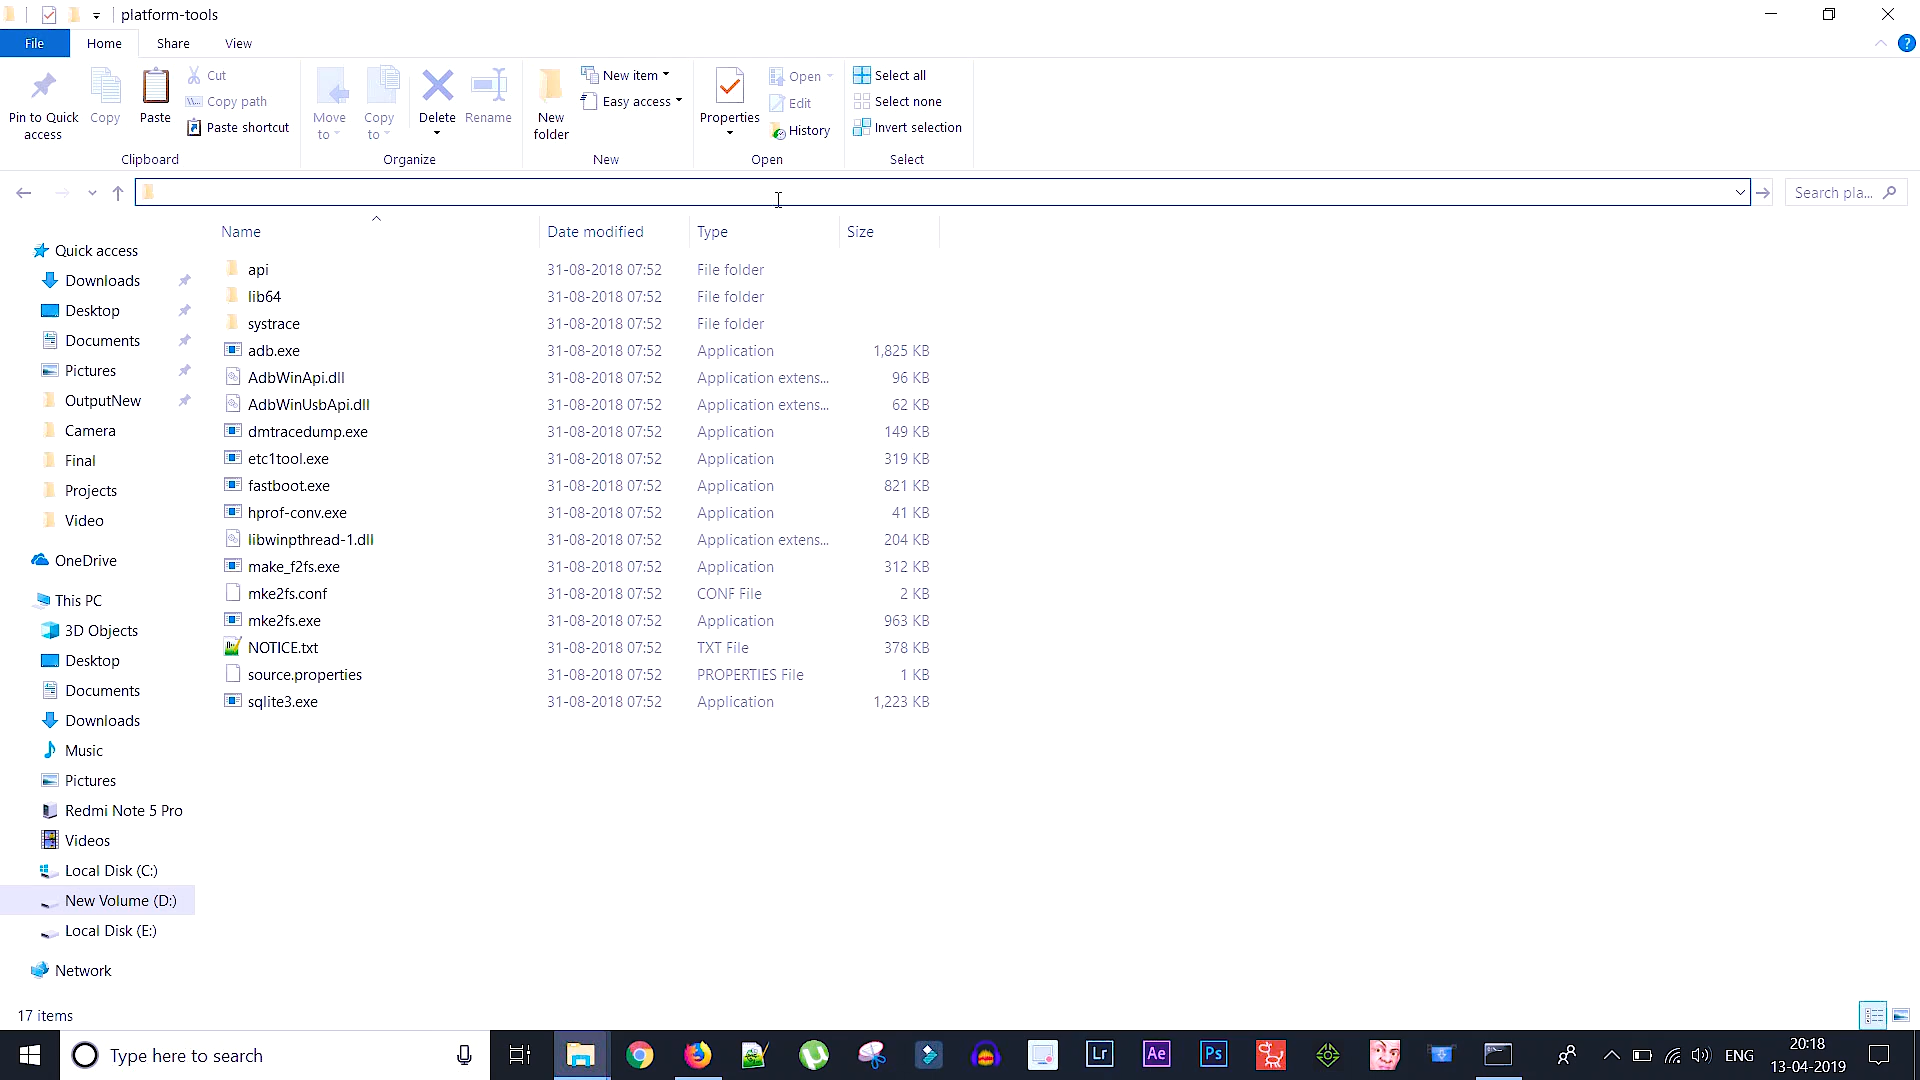 platform-tools
File Home Share View
Pin to Quick access
Copy
Paste
Cut
Copy path
Paste shortcut
Clipboard
Move to
Copy to
Delete
Rename
Organize
New folder
New item
Easy access
New
Properties
Open
Edit
History
Open
Select all
Select none
Invert selection
Select
Search pla...
Name Date modified Type Size
Quick access
Downloads
Desktop
Documents
Pictures
OutputNew
Camera
Final
Projects
Video
OneDrive
This PC
3D Objects
Desktop
Documents
Downloads
Music
Pictures
Redmi Note 5 Pro
Videos
Local Disk (C:)
New Volume (D:)
Local Disk (E:)
Network
api 31-08-2018 07:52 File folder
lib64 31-08-2018 07:52 File folder
systrace 31-08-2018 07:52 File folder
adb.exe 31-08-2018 07:52 Application 1,825 KB
AdbWinApi.dll 31-08-2018 07:52 Application extens... 96 KB
AdbWinUsbApi.dll 31-08-2018 07:52 Application extens... 62 KB
dmtracedump.exe 31-08-2018 07:52 Application 149 KB
etc1tool.exe 31-08-2018 07:52 Application 319 KB
fastboot.exe 31-08-2018 07:52 Application 821 KB
hprof-conv.exe 31-08-2018 07:52 Application 41 KB
libwinpthread-1.dll 31-08-2018 07:52 Application extens... 204 KB
make_f2fs.exe 31-08-2018 07:52 Application 312 KB
mke2fs.conf 31-08-2018 07:52 CONF File 2 KB
mke2fs.exe 31-08-2018 07:52 Application 963 KB
NOTICE.txt 31-08-2018 07:52 TXT File 378 KB
source.properties 31-08-2018 07:52 PROPERTIES File 1 KB
sqlite3.exe 31-08-2018 07:52 Application 1,223 KB
17 items
Type here to search
Lr
Ae
Ps
ENG
20:18
13-04-2019